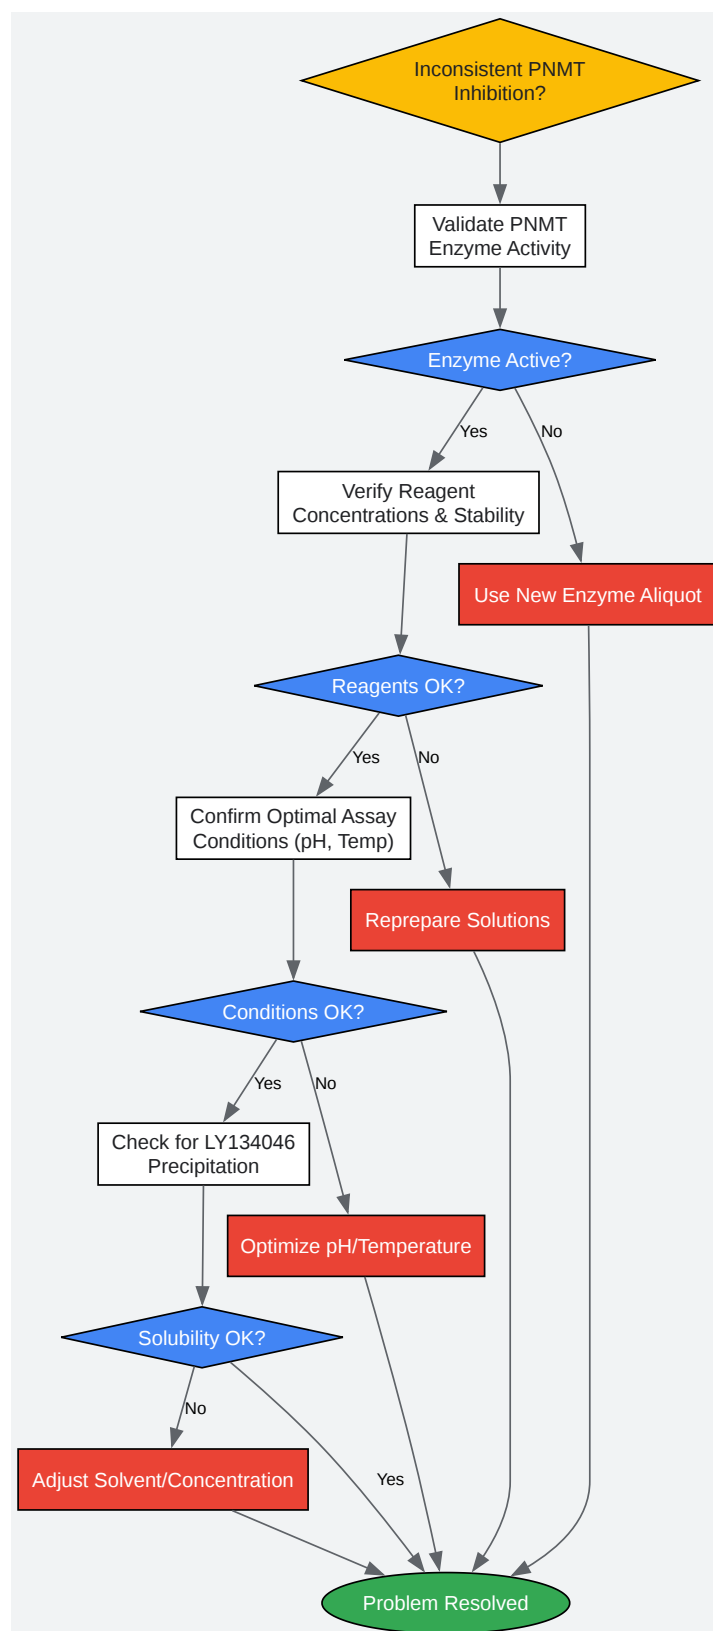 Inconsistent PNMT
Inhibition?
Validate PNMT
Enzyme Activity
Enzyme Active?
Yes
No
Verify Reagent
Concentrations & Stability
Use New Enzyme Aliquot
Reagents OK?
Yes
No
Confirm Optimal Assay
Conditions (pH, Temp)
Reprepare Solutions
Conditions OK?
Yes
No
Check for LY134046
Precipitation
Optimize pH/Temperature
Solubility OK?
No
Yes
Adjust Solvent/Concentration
Problem Resolved